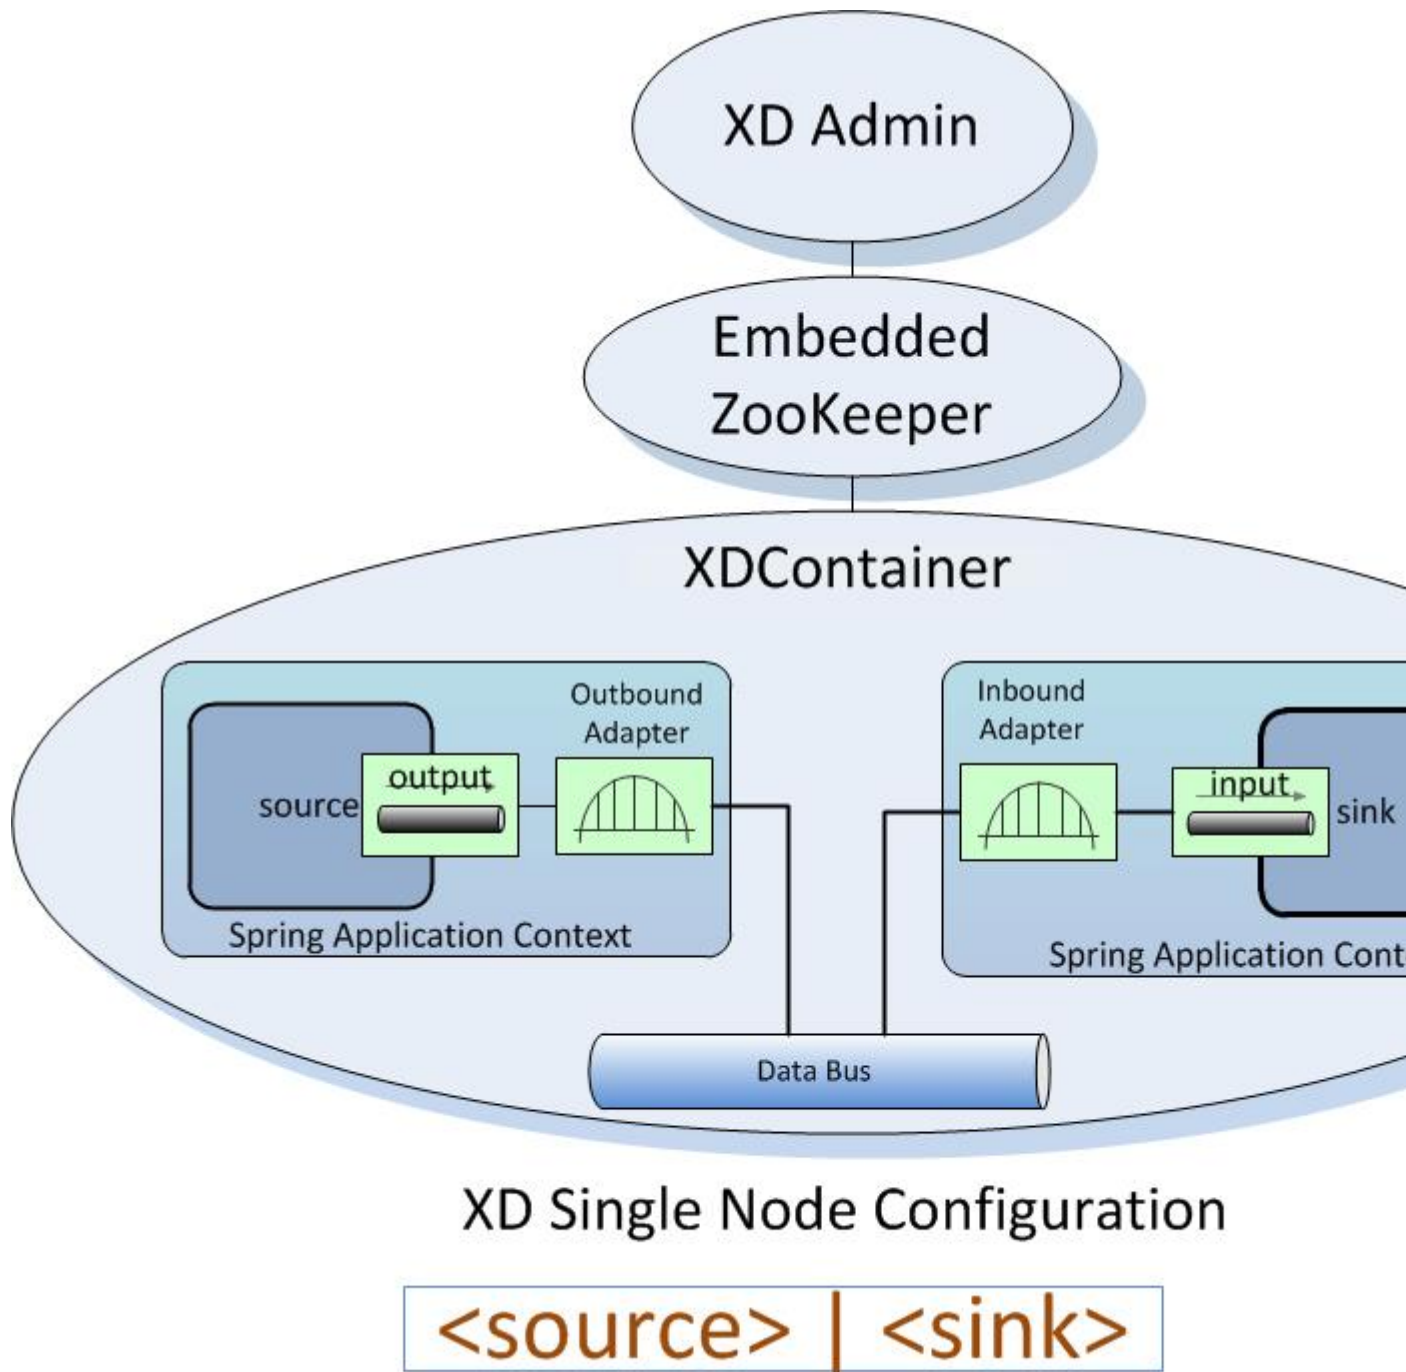 XD Admin
Embedded
ZooKeeper
XDContainer
Outbound
Adapter
output
source
Spring Application Context
Inbound
Adapter
input
sink
Spring Application Cont
Data Bus
XD Single Node Configuration
<source> | <sink>